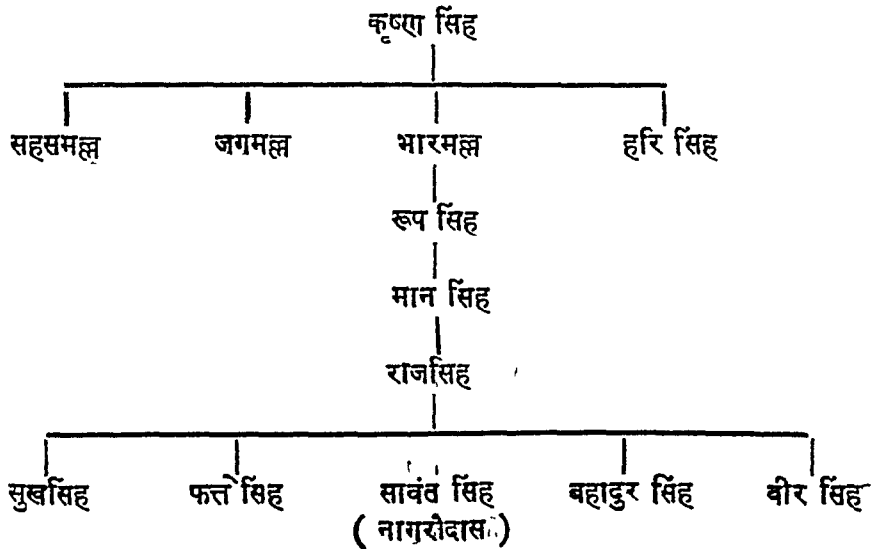 कृष्ण सिंह
सहसमल्ल जगमल्ल भारमल्ल हरि सिंह
रूप सिंह
मान सिंह
राजसिंह
सुखसिंह फत्ते सिंह सावंत सिंह बहादुर सिंह वीर सिंह
( नागरीदास )